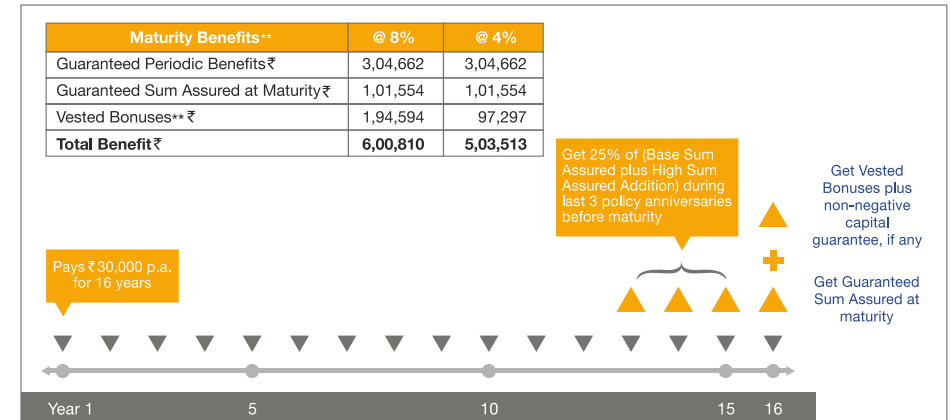 Maturity Benefits** @ 8% @ 4%
Guaranteed Periodic Benefits₹ 3,04,662 3,04,662
Guaranteed Sum Assured at Maturity₹ 1,01,554 1,01,554
Vested Bonuses**₹ 1,94,594 97,297
Total Benefit₹ 6,00,810 5,03,513
Get 25% of (Base Sum
Assured plus High Sum
Assured Addition) during
last 3 policy anniversaries
before maturity
Get Vested
Bonuses plus
non-negative
capital
guarantee, if any
Pays ₹30,000 p.a.
for 16 years
Get Guaranteed
Sum Assured at
maturity
Year 1 5 10 15 16